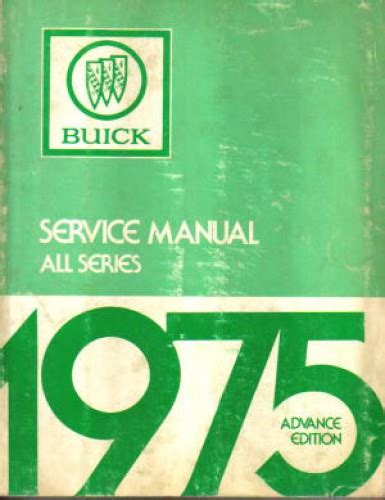 BUICK
SERVICE MANUAL
ALL SERIES
1975
ADVANCE
EDITION